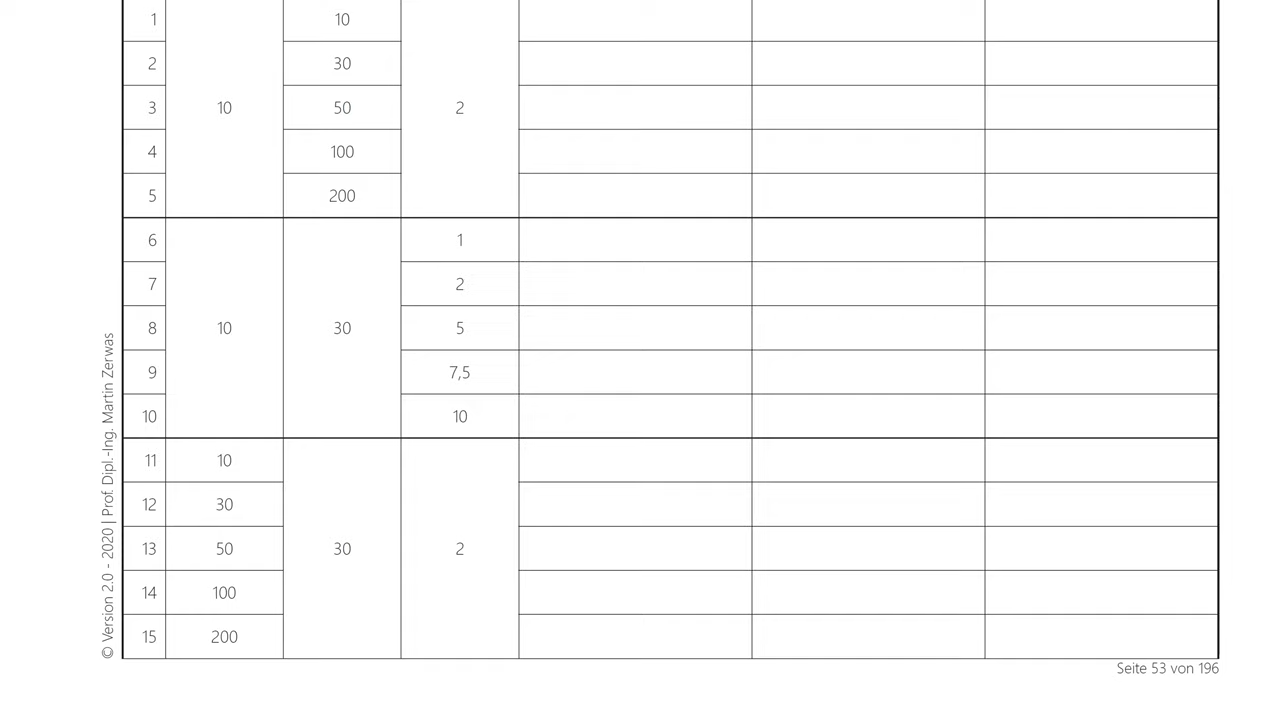 1 10
2 30
3 10 50 2
4 100
5 200
6 1
7 2
8 10 30 5
9 7,5
10 10
11 10
12 30
13 50 30 2
14 100
15 200
© Version 2.0 - 2020 | Prof. Dipl.-Ing. Martin Zerwas
Seite 53 von 196